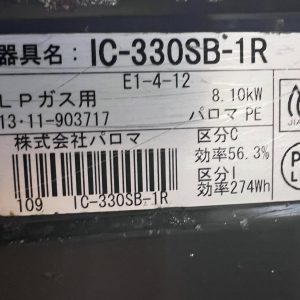 器具名: IC-330SB-1R
E1-4-12
LPガス用 8.10kW
13・11-903717 パロマ PE
株式会社パロマ 区分C
効率56.3%
区分I
効率274Wh
109 IC-330SB-1R
JIA